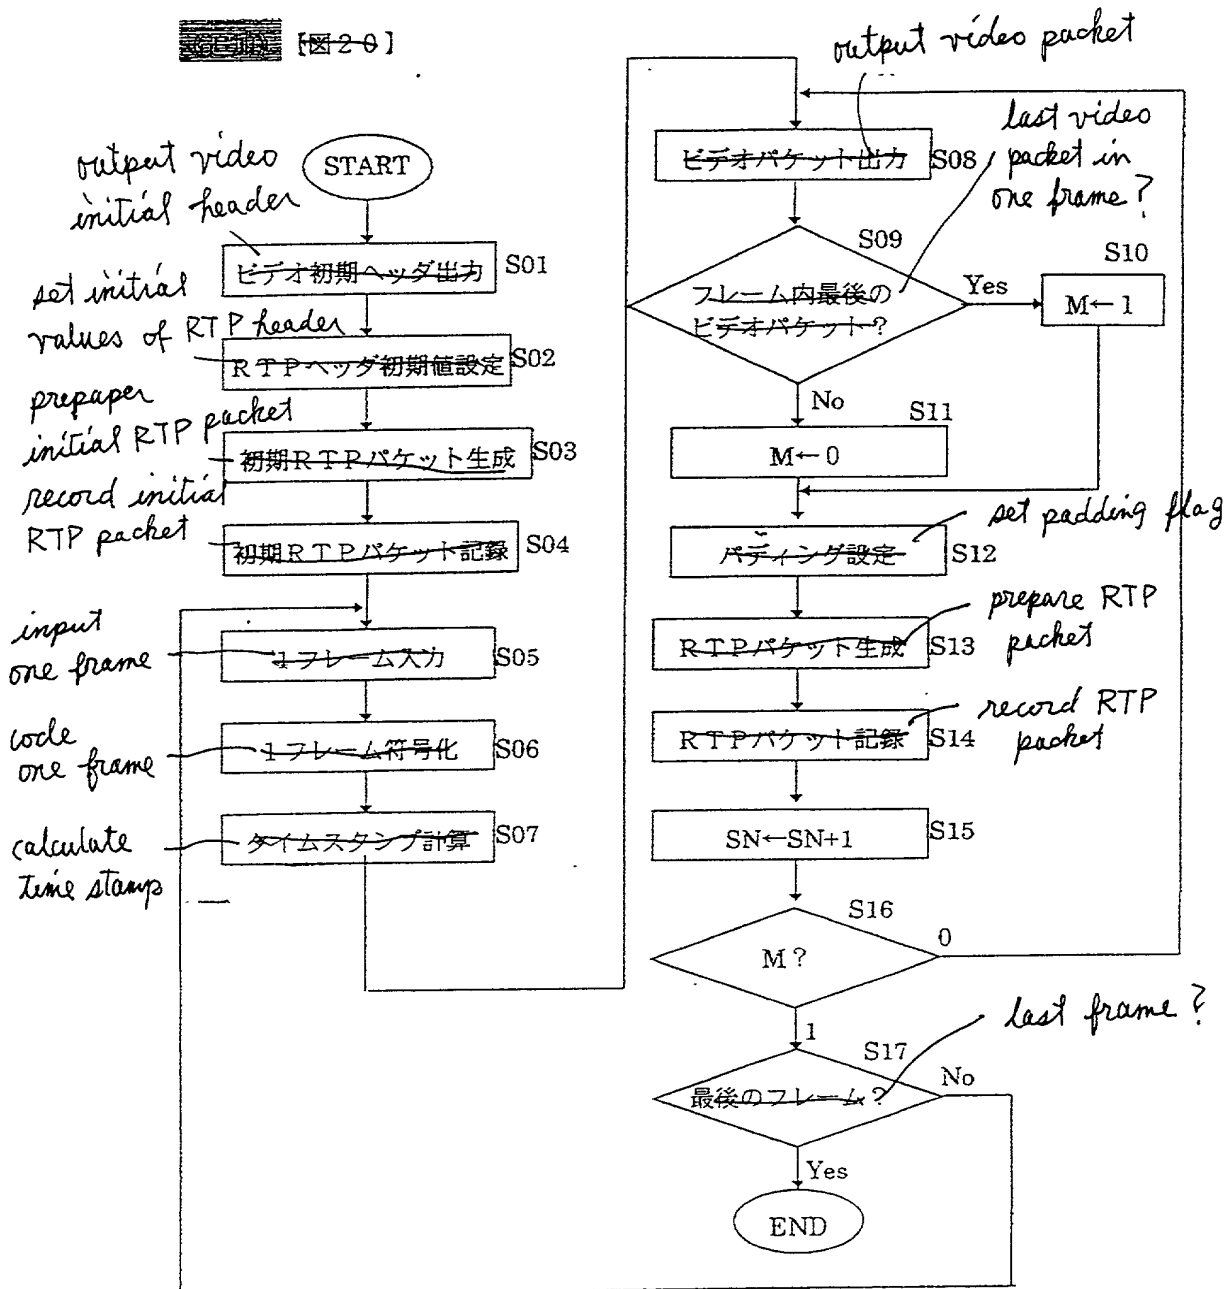 [図20]
output video packet
output video
initial header
START
ビデオ初期ヘッダ出力 S01
set initial
values of RTP header
RTPヘッダ初期値設定 S02
prepaper
initial RTP packet
初期RTPパケット生成 S03
record initial
RTP packet
初期RTPパケット記録 S04
input
one frame
1フレーム入力 S05
code
one frame
1フレーム符号化 S06
calculate
time stamp
タイムスタンプ計算 S07
ビデオパケット出力 S08
last video
packet in
one frame?
S09
フレーム内最後の
ビデオパケット?
Yes
S10
M←1
No
S11
M←0
set padding flag
パディング設定 S12
prepare RTP
packet
RTPパケット生成 S13
record RTP
packet
RTPパケット記録 S14
SN←SN+1 S15
S16
M?
0
1
last frame?
S17
最後のフレーム?
No
Yes
END